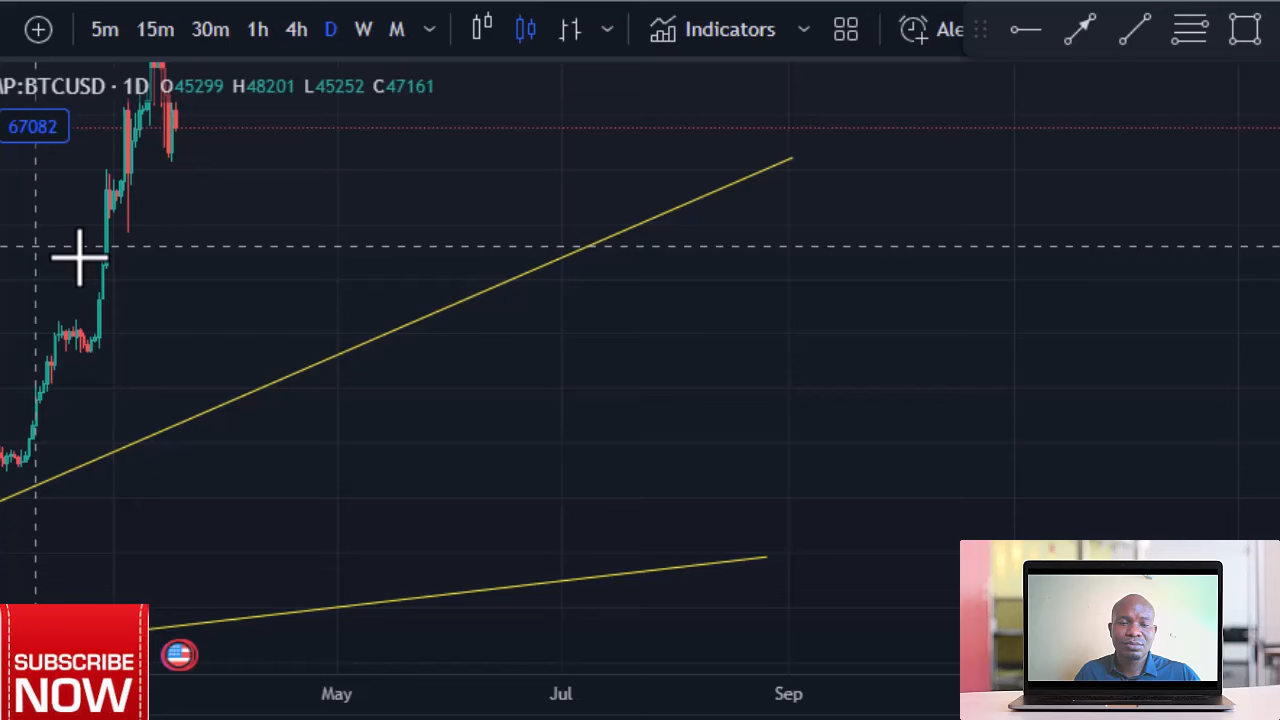 5m 15m 30m 1h 4h D W M Indicators Ale
MP:BTCUSD · 1D O45299 H48201 L45252 C47161
67082
SUBSCRIBE
NOW
May Jul Sep